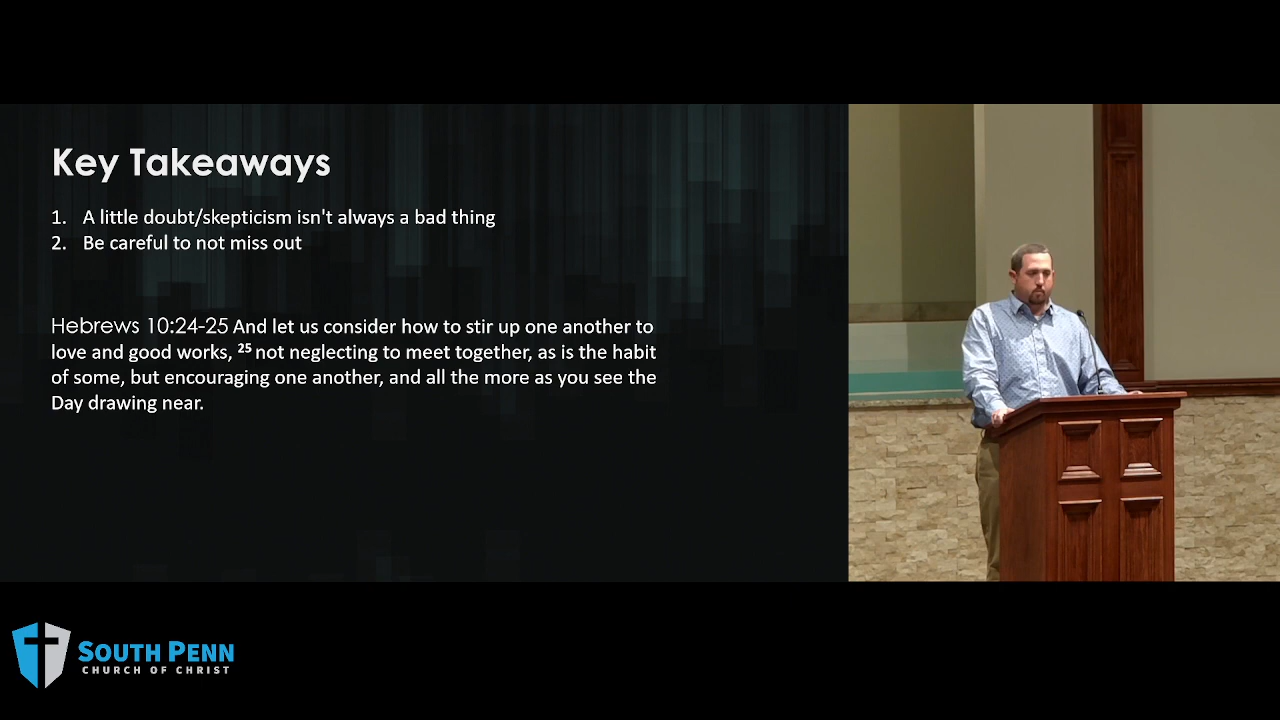 Key Takeaways
1. A little doubt/skepticism isn't always a bad thing
2. Be careful to not miss out
Hebrews 10:24-25 And let us consider how to stir up one another to
love and good works, 25 not neglecting to meet together, as is the habit
of some, but encouraging one another, and all the more as you see the
Day drawing near.
SOUTH PENN
CHURCH OF CHRIST